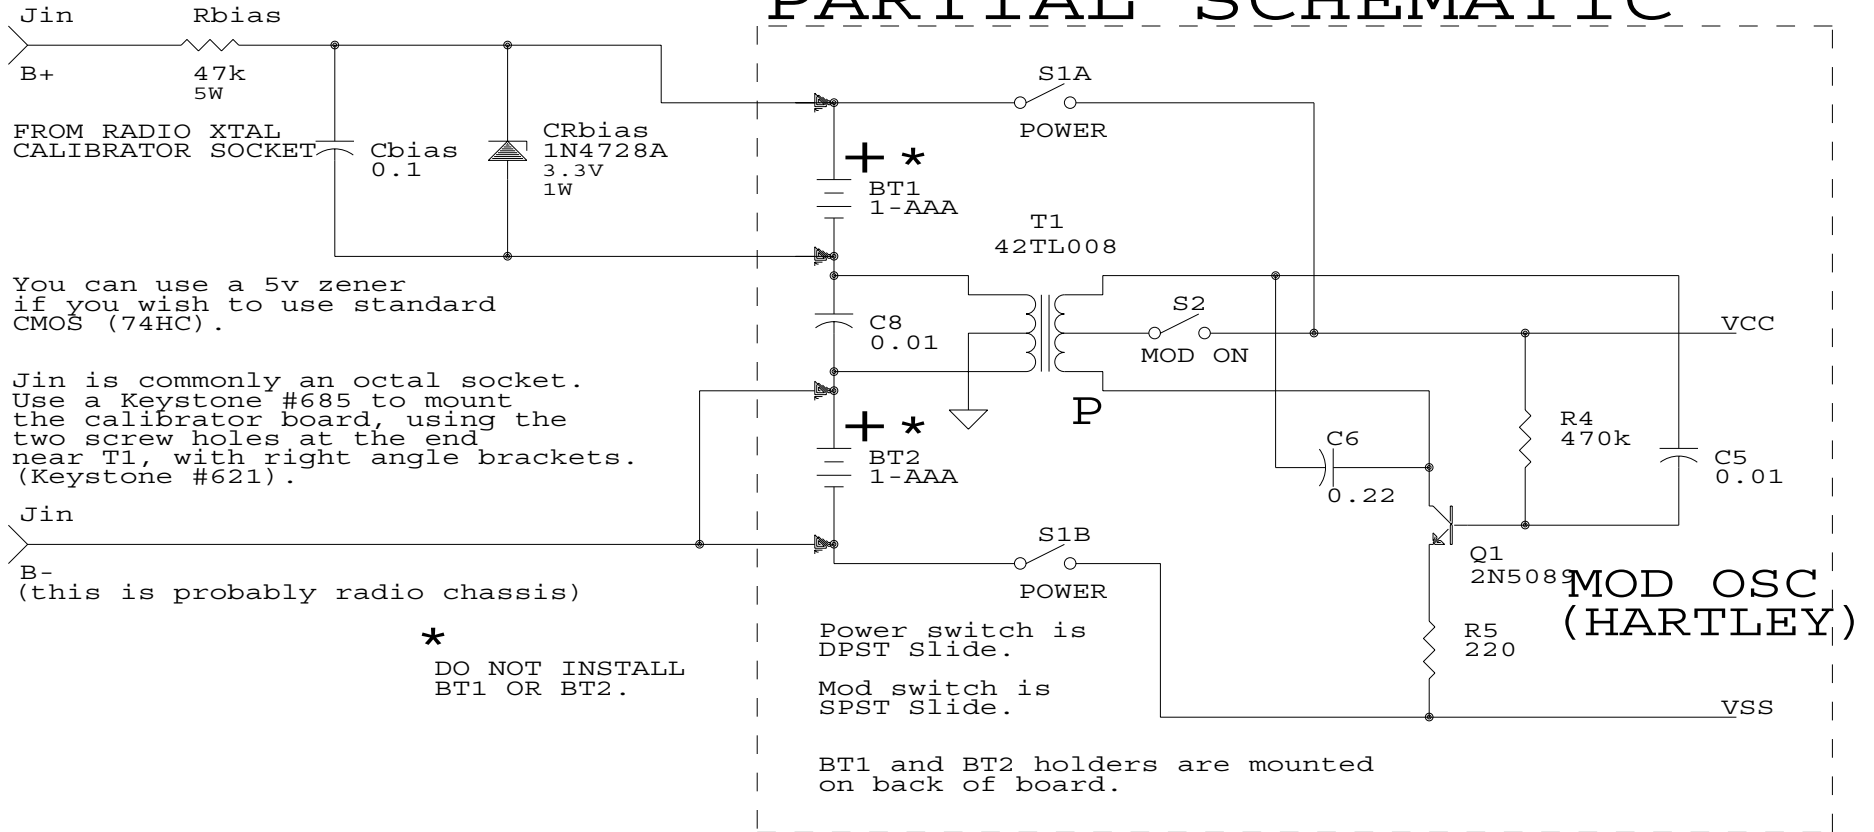 PARTIAL SCHEMATIC
Jin
Rbias
B+
47k
5W
FROM RADIO XTAL
CALIBRATOR SOCKET
Cbias
0.1
CRbias
1N4728A
3.3V
1W
S1A
POWER
+ *
BT1
1-AAA
T1
42TL008
You can use a 5v zener
if you wish to use standard
CMOS (74HC).
C8
0.01
S2
MOD ON
VCC
Jin is commonly an octal socket.
Use a Keystone #685 to mount
the calibrator board, using the
two screw holes at the end
near T1, with right angle brackets.
(Keystone #621).
+ *
BT2
1-AAA
P
C6
0.22
R4
470k
C5
0.01
Jin
B-
(this is probably radio chassis)
S1B
POWER
Q1
2N5089
MOD OSC
(HARTLEY)
*
DO NOT INSTALL
BT1 OR BT2.
Power switch is
DPST Slide.
Mod switch is
SPST Slide.
R5
220
VSS
BT1 and BT2 holders are mounted
on back of board.